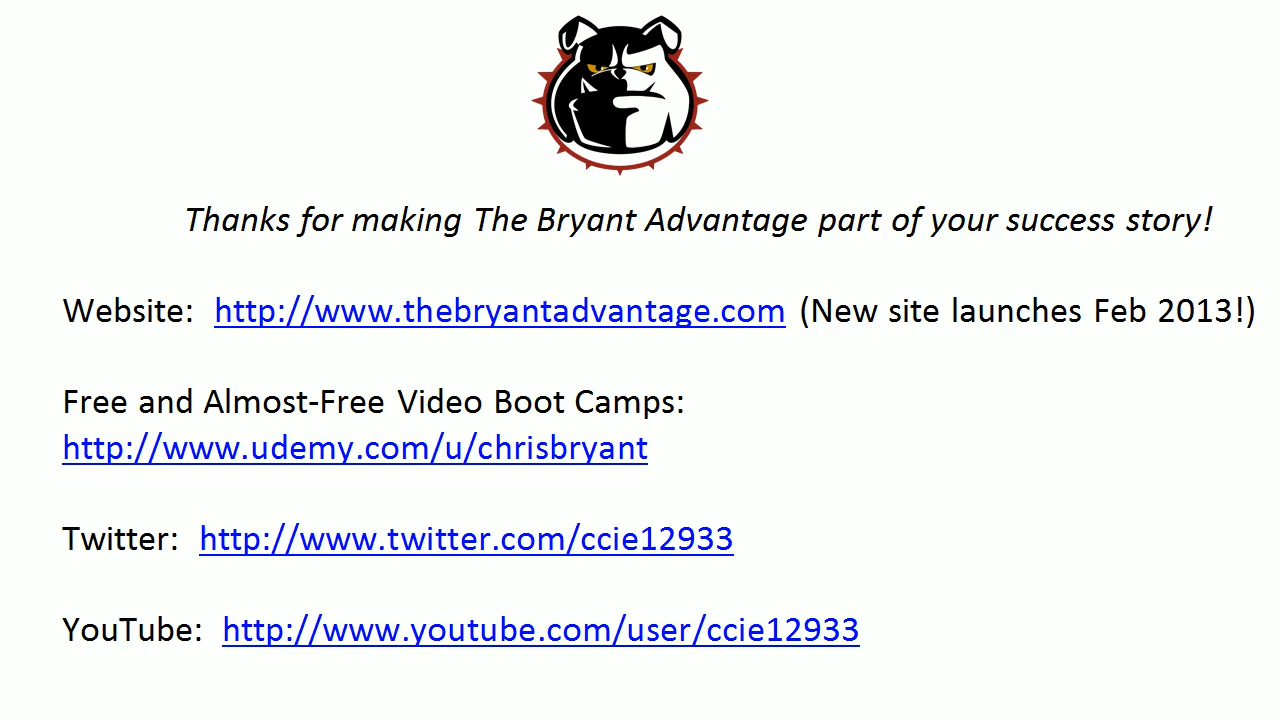 Thanks for making The Bryant Advantage part of your success story!
Website: http://www.thebryantadvantage.com (New site launches Feb 2013!)
Free and Almost-Free Video Boot Camps:
http://www.udemy.com/u/chrisbryant
Twitter: http://www.twitter.com/ccie12933
YouTube: http://www.youtube.com/user/ccie12933